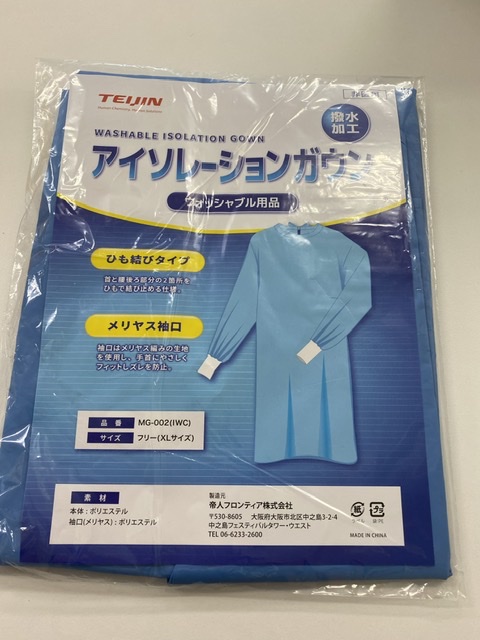 TEIJIN
撥水
加工
WASHABLE ISOLATION GOWN
アイソレーションガウン
ウォッシャブル用品
ひも結びタイプ
首と腰後ろ部分の2箇所を
ひもで結び止める仕様。
メリヤス袖口
袖口はメリヤス編みの生地
を使用し、手首にやさしく
フィットしズレを防止。
品番 MG-002(IWC)
サイズ フリー(XLサイズ)
素材
本体:ポリエステル
袖口(メリヤス):ポリエステル
製造元
帝人フロンティア株式会社
〒530-8605 大阪府大阪市北区中之島3-2-4
中之島フェスティバルタワー・ウエスト
TEL 06-6233-2600
紙
プラ
MADE IN CHINA